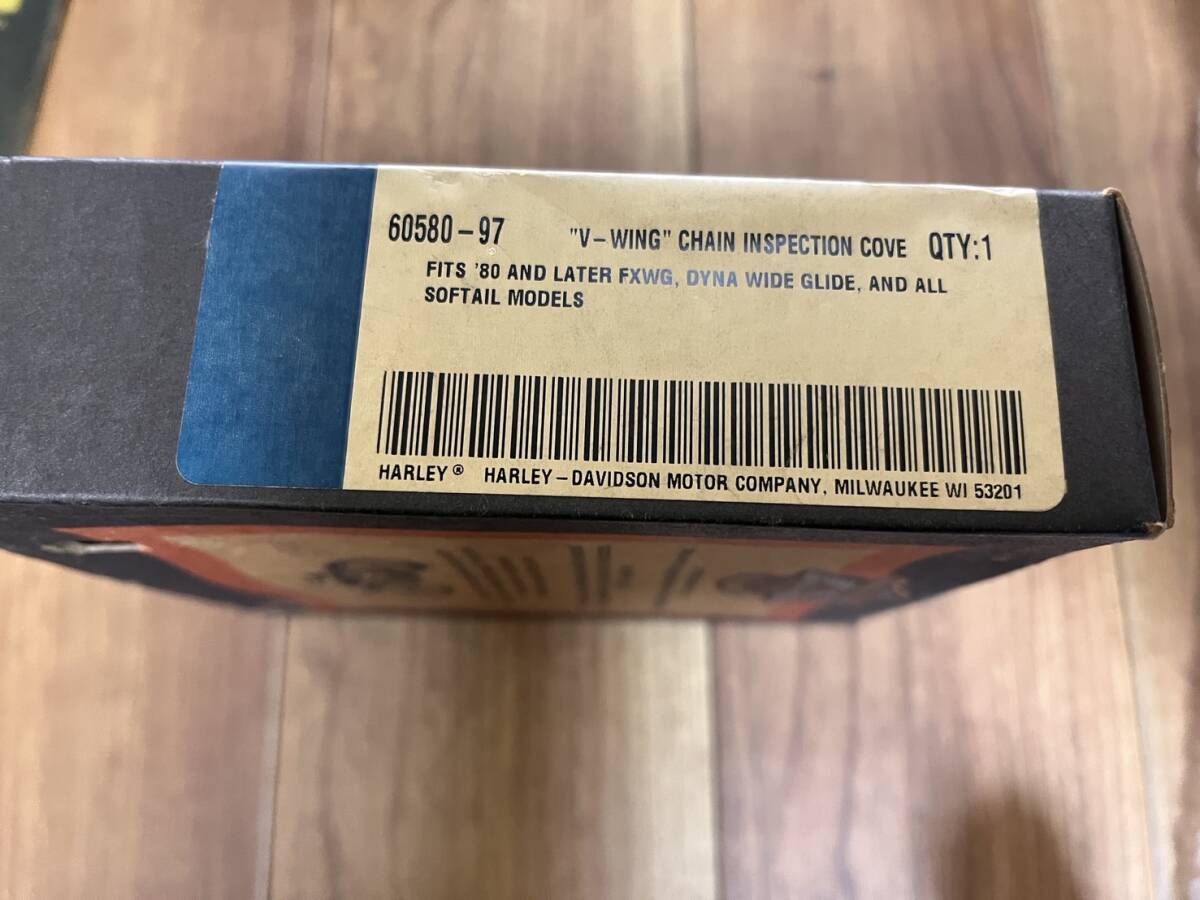 60580-97 "V-WING" CHAIN INSPECTION COVE QTY:1
FITS '80 AND LATER FXWG, DYNA WIDE GLIDE, AND ALL
SOFTAIL MODELS
HARLEY® HARLEY-DAVIDSON MOTOR COMPANY, MILWAUKEE WI 53201